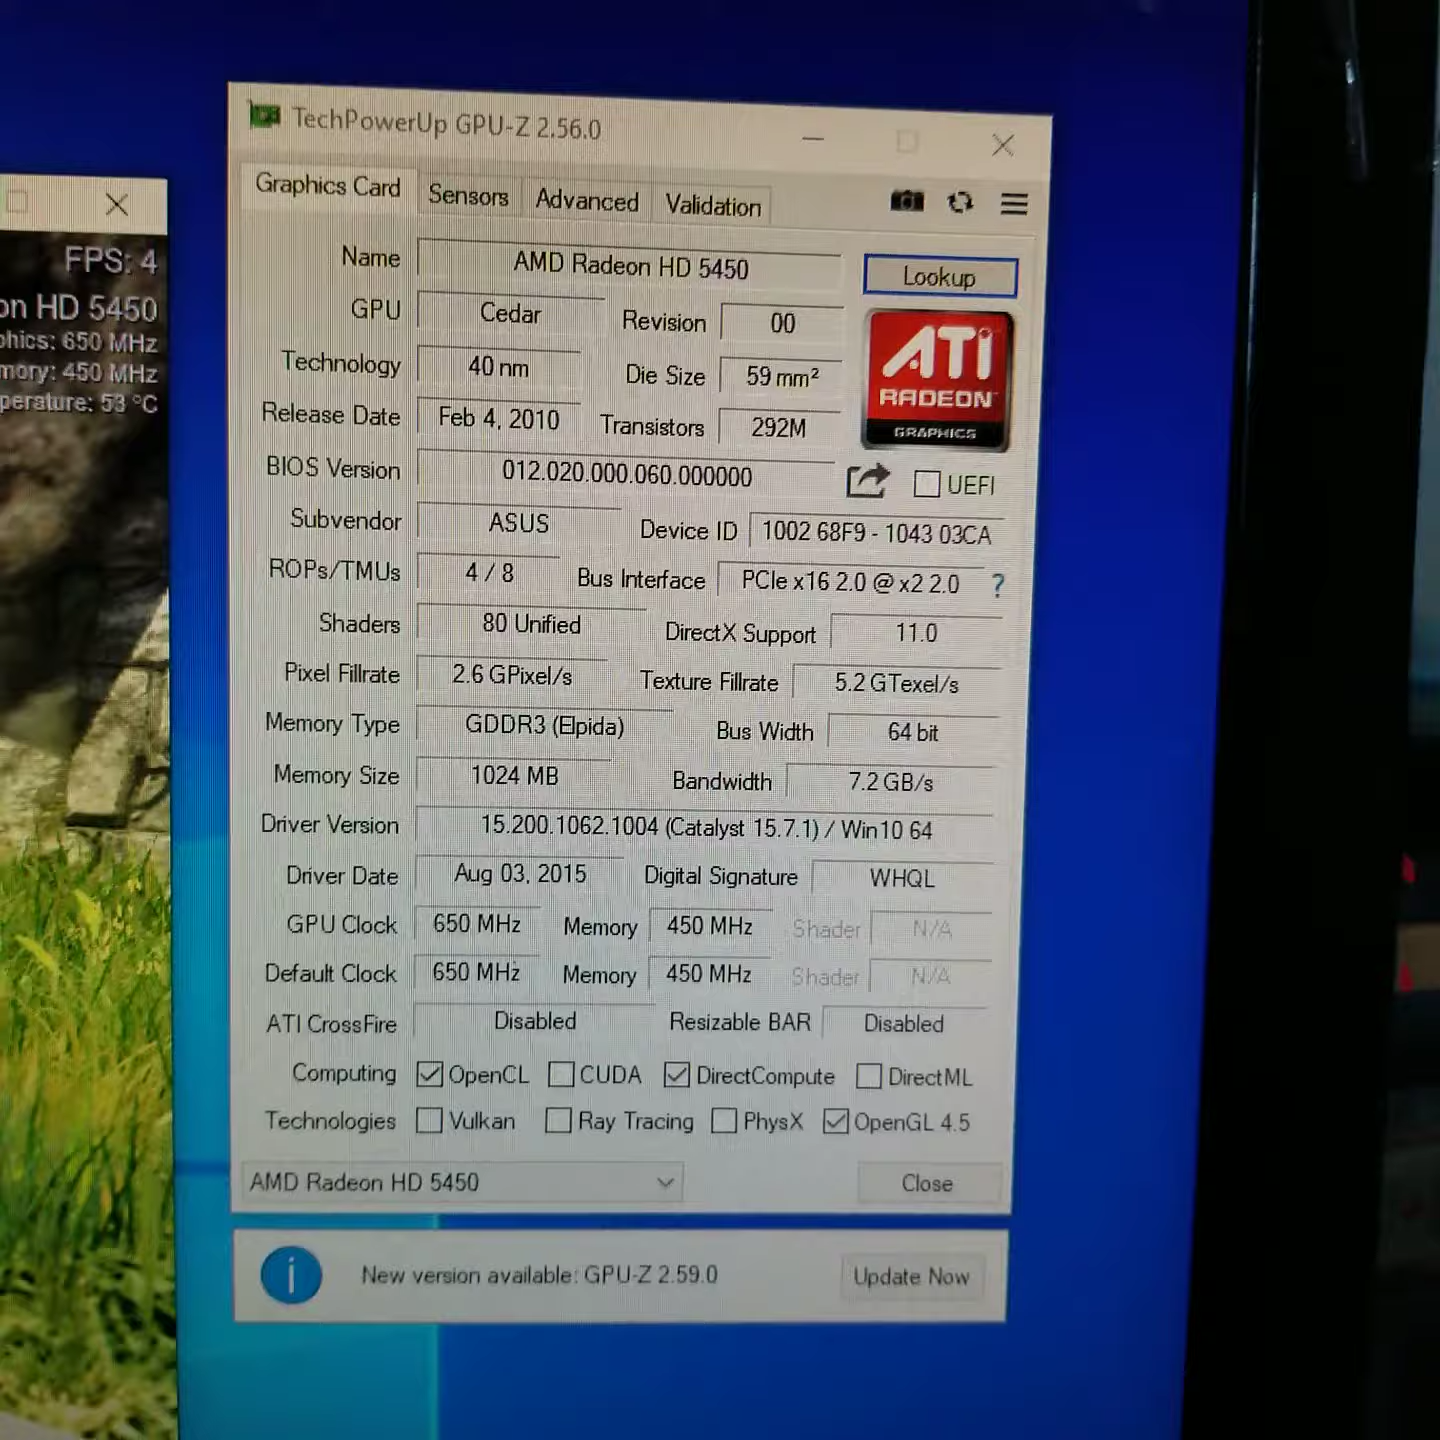 FPS: 4
on HD 5450
phics: 650 MHz
mory: 450 MHz
perature: 53 °C
TechPowerUp GPU-Z 2.56.0
Graphics Card Sensors Advanced Validation
Name AMD Radeon HD 5450 Lookup
GPU Cedar Revision 00
Technology 40 nm Die Size 59 mm²
Release Date Feb 4, 2010 Transistors 292M
ATI
RADEON
GRAPHICS
BIOS Version 012.020.000.060.000000 UEFI
Subvendor ASUS Device ID 1002 68F9 - 1043 03CA
ROPs/TMUs 4 / 8 Bus Interface PCIe x16 2.0 @ x2 2.0 ?
Shaders 80 Unified DirectX Support 11.0
Pixel Fillrate 2.6 GPixel/s Texture Fillrate 5.2 GTexel/s
Memory Type GDDR3 (Elpida) Bus Width 64 bit
Memory Size 1024 MB Bandwidth 7.2 GB/s
Driver Version 15.200.1062.1004 (Catalyst 15.7.1) / Win10 64
Driver Date Aug 03, 2015 Digital Signature WHQL
GPU Clock 650 MHz Memory 450 MHz Shader N/A
Default Clock 650 MHz Memory 450 MHz Shader N/A
ATI CrossFire Disabled Resizable BAR Disabled
Computing OpenCL CUDA DirectCompute DirectML
Technologies Vulkan Ray Tracing PhysX OpenGL 4.5
AMD Radeon HD 5450 Close
New version available: GPU-Z 2.59.0 Update Now